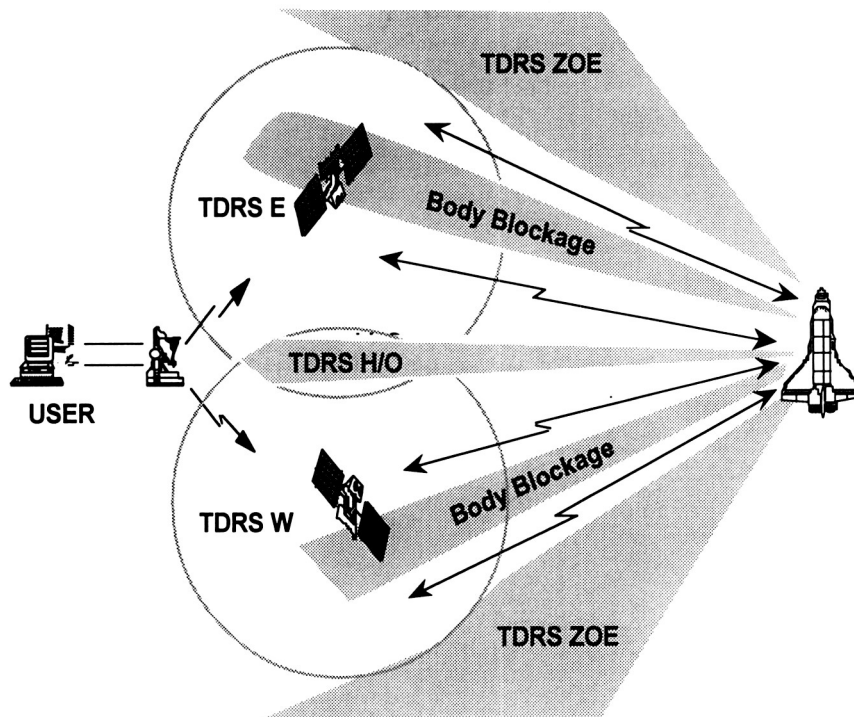 TDRS ZOE
TDRS E
Body Blockage
TDRS H/O
USER
TDRS W
Body Blockage
TDRS ZOE